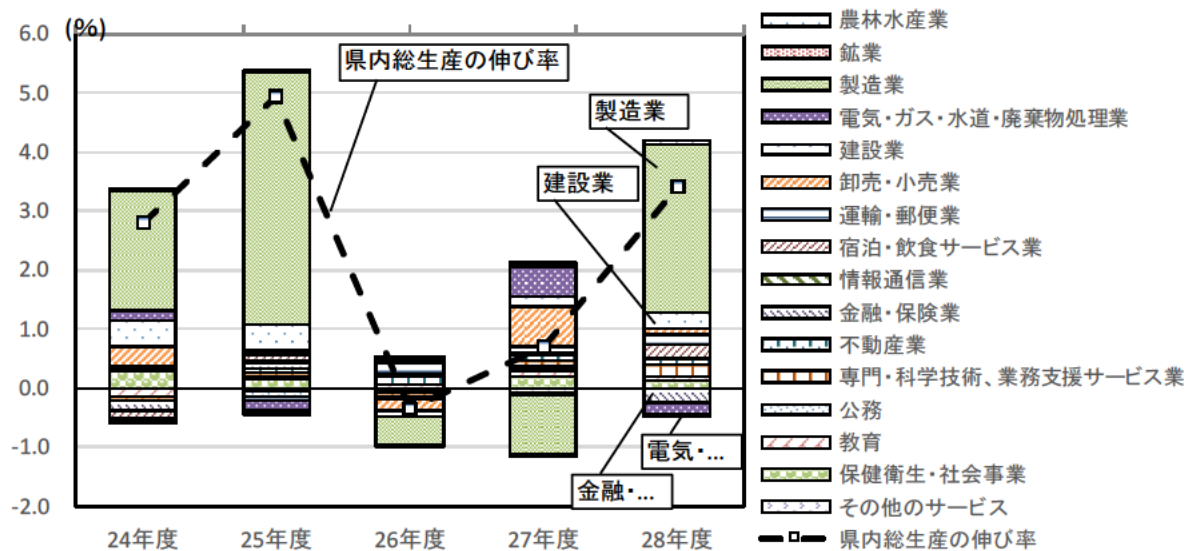 (%)
6.0
5.0
4.0
3.0
2.0
1.0
0.0
-1.0
-2.0
県内総生産の伸び率
製造業
建設業
電気・...
金融・...
24年度
25年度
26年度
27年度
28年度
農林水産業
鉱業
製造業
電気・ガス・水道・廃棄物処理業
建設業
卸売・小売業
運輸・郵便業
宿泊・飲食サービス業
情報通信業
金融・保険業
不動産業
専門・科学技術、業務支援サービス業
公務
教育
保健衛生・社会事業
その他のサービス
県内総生産の伸び率